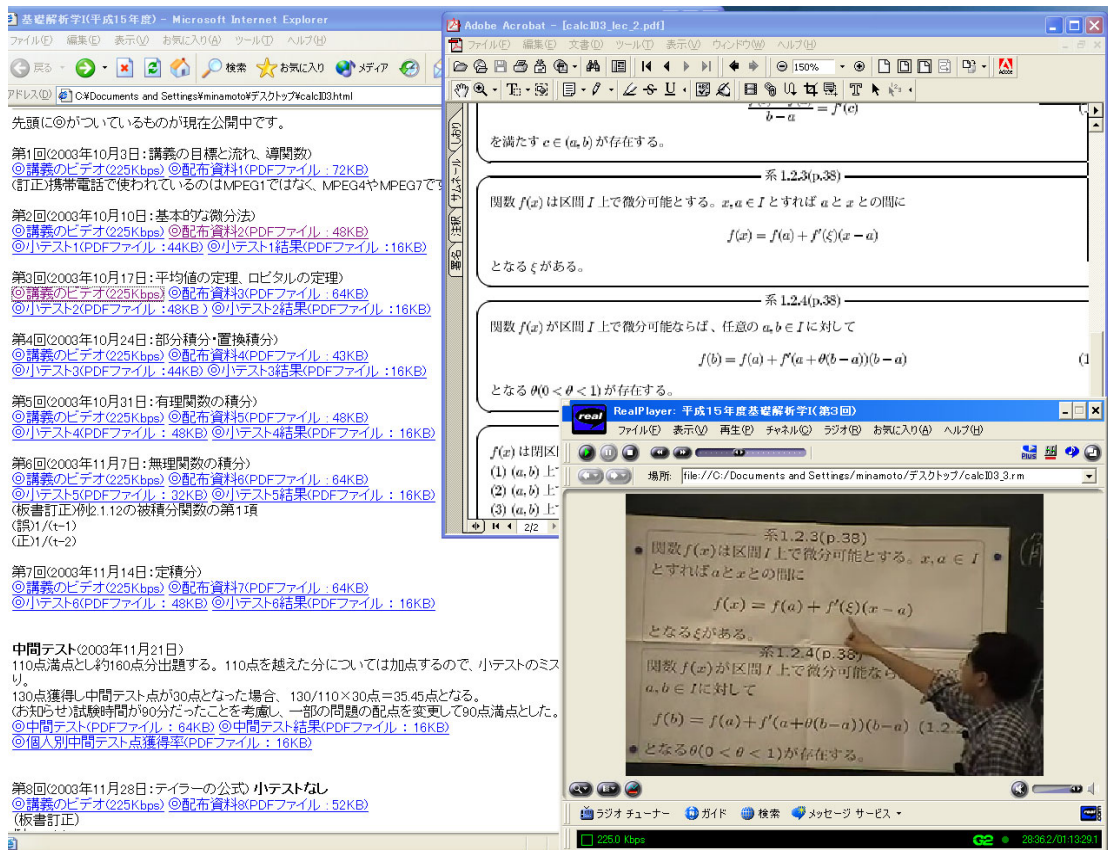 基礎解析学I(平成15年度) - Microsoft Internet Explorer
ファイル(F) 編集(E) 表示(V) お気に入り(A) ツール(T) ヘルプ(H)
戻る 検索 お気に入り メディア
アドレス(D) C:¥Documents and Settings¥minamoto¥デスクトップ¥calcI03.html
先頭に◎がついているものが現在公開中です。
第1回(2003年10月3日:講義の目標と流れ、導関数)
◎講義のビデオ(225Kbps) ◎配布資料1(PDFファイル : 72KB)
(訂正)携帯電話で使われているのはMPEG1ではなく、MPEG4やMPEG7で
第2回(2003年10月10日:基本的な微分法)
◎講義のビデオ(225Kbps) ◎配布資料2(PDFファイル : 48KB)
◎小テスト1(PDFファイル :44KB) ◎小テスト1結果(PDFファイル :16KB)
第3回(2003年10月17日:平均値の定理、ロピタルの定理)
◎講義のビデオ(225Kbps) ◎配布資料3(PDFファイル : 64KB)
◎小テスト2(PDFファイル :48KB ) ◎小テスト2結果(PDFファイル :16KB)
第4回(2003年10月24日:部分積分・置換積分)
◎講義のビデオ(225Kbps) ◎配布資料4(PDFファイル : 43KB)
◎小テスト3(PDFファイル :44KB) ◎小テスト3結果(PDFファイル :16KB)
第5回(2003年10月31日:有理関数の積分)
◎講義のビデオ(225Kbps) ◎配布資料5(PDFファイル : 48KB)
◎小テスト4(PDFファイル : 48KB) ◎小テスト4結果(PDFファイル : 16KB)
第6回(2003年11月7日:無理関数の積分)
◎講義のビデオ(225Kbps) ◎配布資料6(PDFファイル : 64KB)
◎小テスト5(PDFファイル : 32KB) ◎小テスト5結果(PDFファイル : 16KB)
(板書訂正)例2.1.12の被積分関数の第1項
(誤)1/(t-1)
(正)1/(t-2)
第7回(2003年11月14日:定積分)
◎講義のビデオ(225Kbps) ◎配布資料7(PDFファイル : 64KB)
◎小テスト6(PDFファイル : 48KB) ◎小テスト6結果(PDFファイル : 16KB)
中間テスト(2003年11月21日)
110点満点とし約160点分出題する。110点を越えた分については加点するので、小テストのミス
り。
130点獲得し中間テスト点が30点となった場合、130/110×30点=35.45点となる。
(お知らせ)試験時間が90分だったことを考慮し、一部の問題の配点を変更して90点満点とした。
◎中間テスト(PDFファイル : 64KB) ◎中間テスト結果(PDFファイル : 16KB)
◎個人別中間テスト点獲得率(PDFファイル : 16KB)
第8回(2003年11月28日:テイラーの公式) 小テストなし
◎講義のビデオ(225Kbps) ◎配布資料8(PDFファイル : 52KB)
(板書訂正)
Adobe Acrobat - [calcI03_lec_2.pdf]
ファイル(F) 編集(E) 文書(D) ツール(T) 表示(V) ウィンドウ(W) ヘルプ(H)
150%
しおり
サムネール
注釈
署名
b − a = f′(c)
を満たす c ∈ (a, b) が存在する。
系 1.2.3(p.38)
関数 f(x) は区間 I 上で微分可能とする。x, a ∈ I とすれば a と x との間に
f(x) = f(a) + f′(ξ)(x − a)
となる ξ がある。
系 1.2.4(p.38)
関数 f(x) が区間 I 上で微分可能ならば、任意の a, b ∈ I に対して
f(b) = f(a) + f′(a + θ(b − a))(b − a) (1
となる θ(0 < θ < 1) が存在する。
f(x) は閉区
(1) (a, b) 上
(2) (a, b) 上
(3) (a, b) 上
2/2
real
RealPlayer: 平成15年度基礎解析学I(第3回)
ファイル(F) 表示(V) 再生(P) チャネル(C) ラジオ(R) お気に入り(A) ヘルプ(H)
PLUS
場所: file://C:/Documents and Settings/minamoto/デスクトップ/calcI03_3.rm
系1.2.3(p.38)
関数f(x)は区間I上で微分可能とする。x, a ∈ I
とすればaとxとの間に
f(x) = f(a) + f′(ξ)(x − a)
となるξがある。
系1.2.4(p.38)
関数f(x)が区間I上で微分可能な
a, b ∈ Iに対して
f(b) = f(a) + f′(a+θ(b−a))(b−a) (1.2
となるθ(0 < θ < 1)が存在する。
ラジオ チューナー ガイド 検索 メッセージ サービス
real
225.0 Kbps G2 28:36.2/01:13:29.1